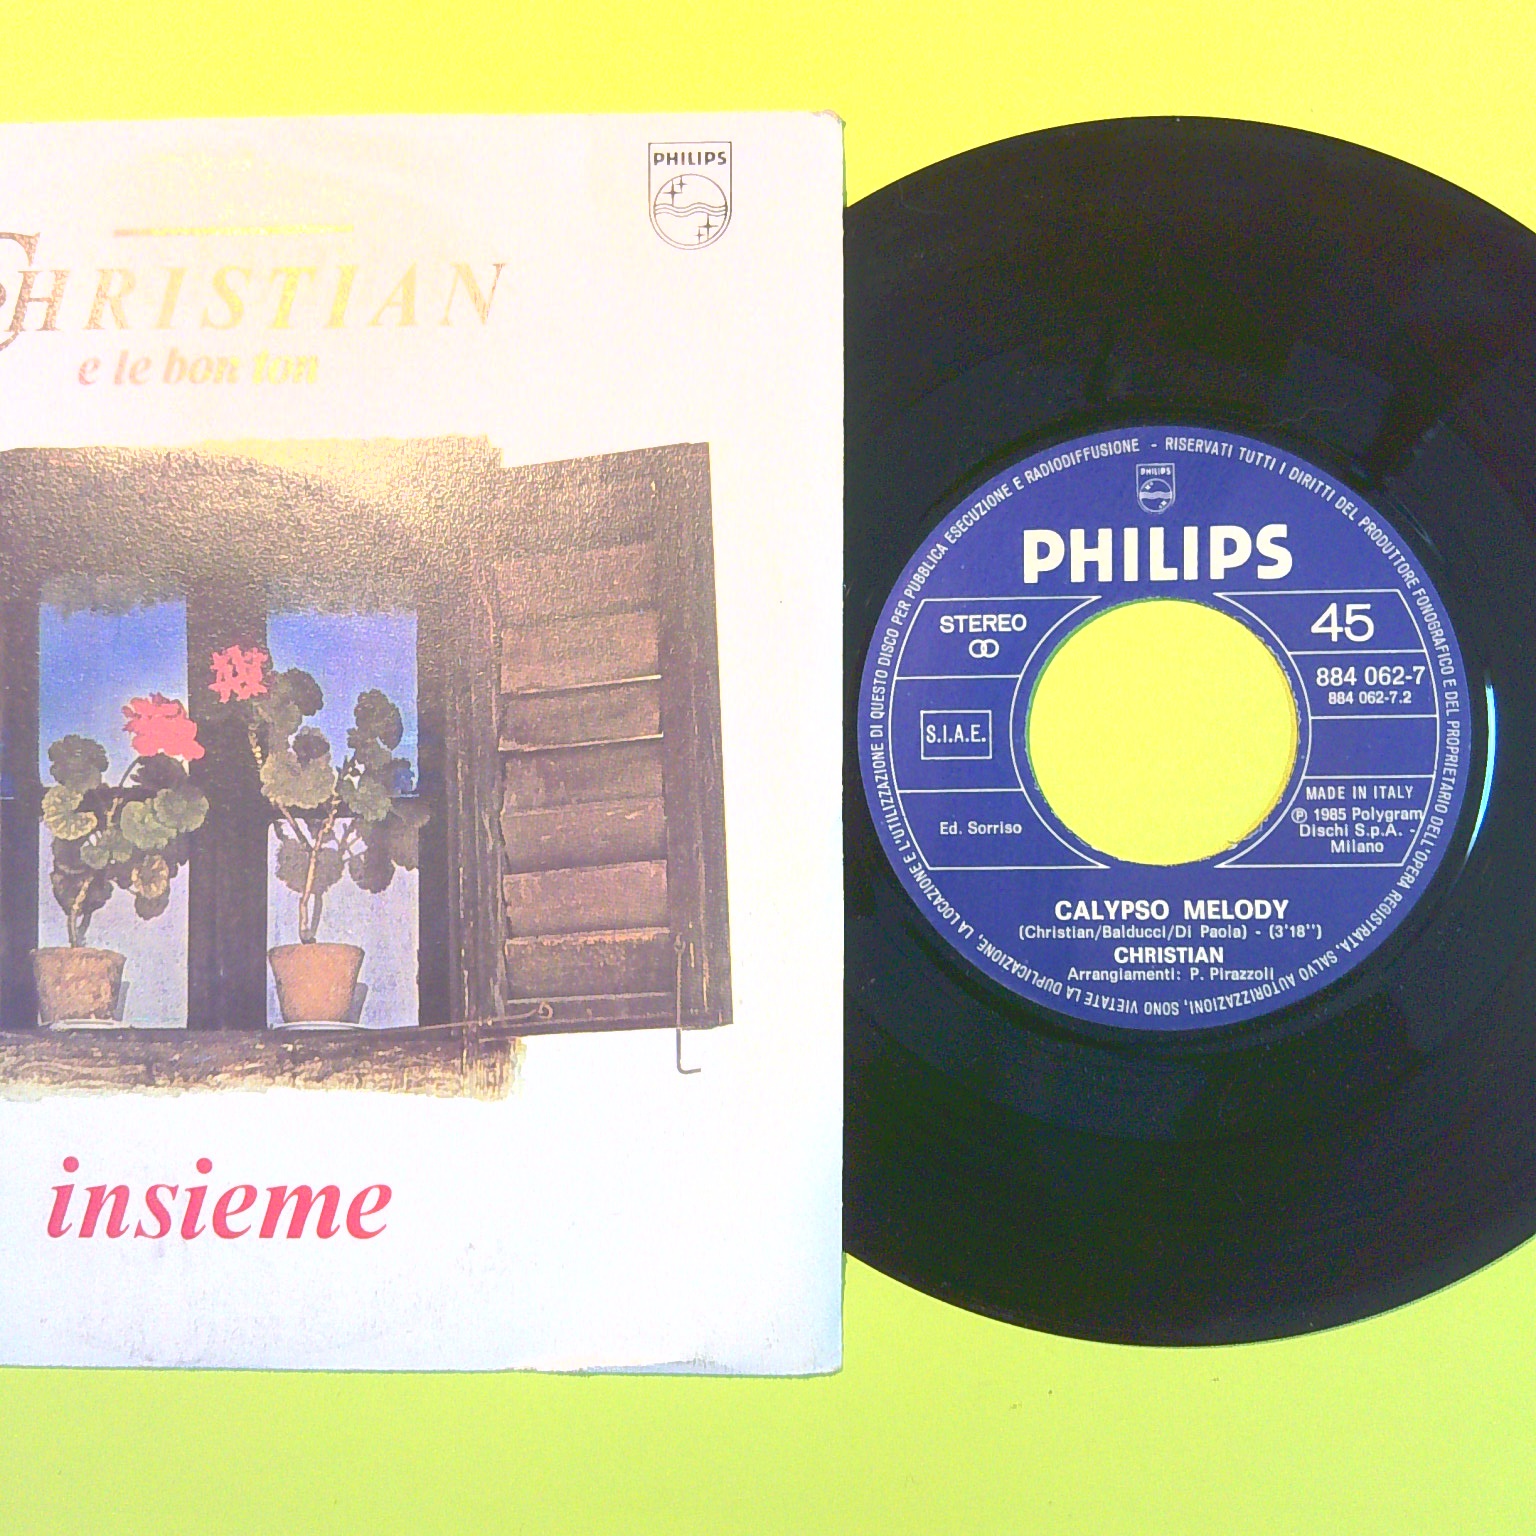 PHILIPS
CHRISTIAN
e le bon ton
insieme
RISERVATI TUTTI I DIRITTI DEL PRODUTTORE FONOGRAFICO E DEL PROPRIETARIO DELL'OPERA REGISTRATA. SALVO AUTORIZZAZIONI, SONO VIETATE LA DUPLICAZIONE, LA LOCAZIONE E L'UTILIZZAZIONE DI QUESTO DISCO PER PUBBLICA ESECUZIONE E RADIODIFFUSIONE -
PHILIPS
PHILIPS
STEREO
S.I.A.E.
Ed. Sorriso
45
884 062-7
884 062-7.2
MADE IN ITALY
℗ 1985 Polygram
Dischi S.p.A. -
Milano
CALYPSO MELODY
(Christian/Balducci/Di Paola) - (3'18'')
CHRISTIAN
Arrangiamenti: P. Pirazzoli